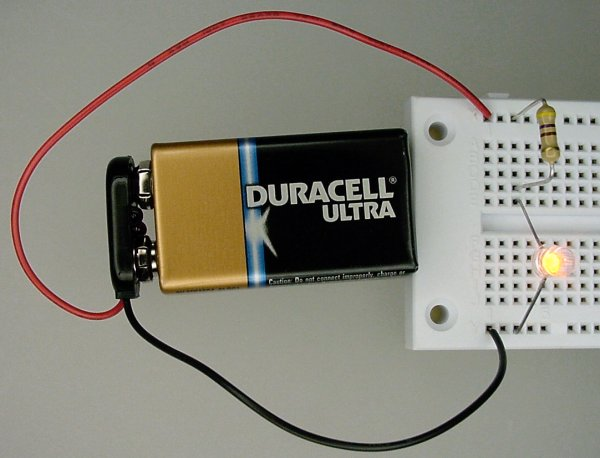 DURACELL®
ULTRA
Caution: Do not connect improperly, charge or